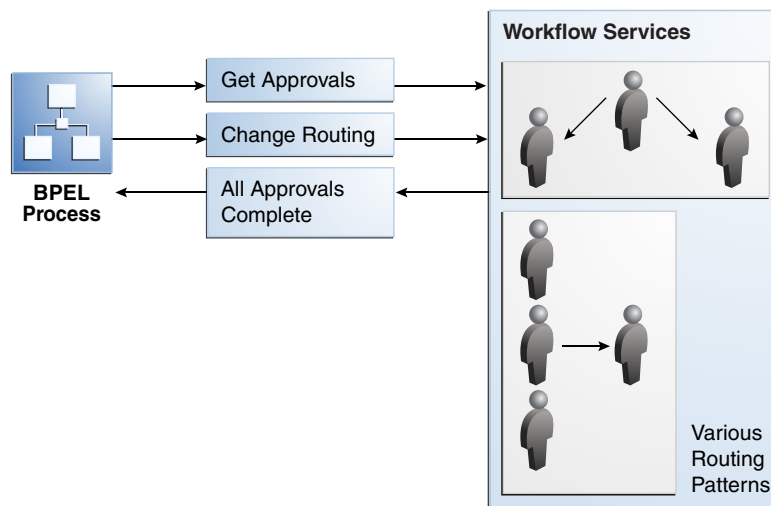 Workflow Services
Get Approvals
Change Routing
All Approvals
Complete
BPEL
Process
Various
Routing
Patterns